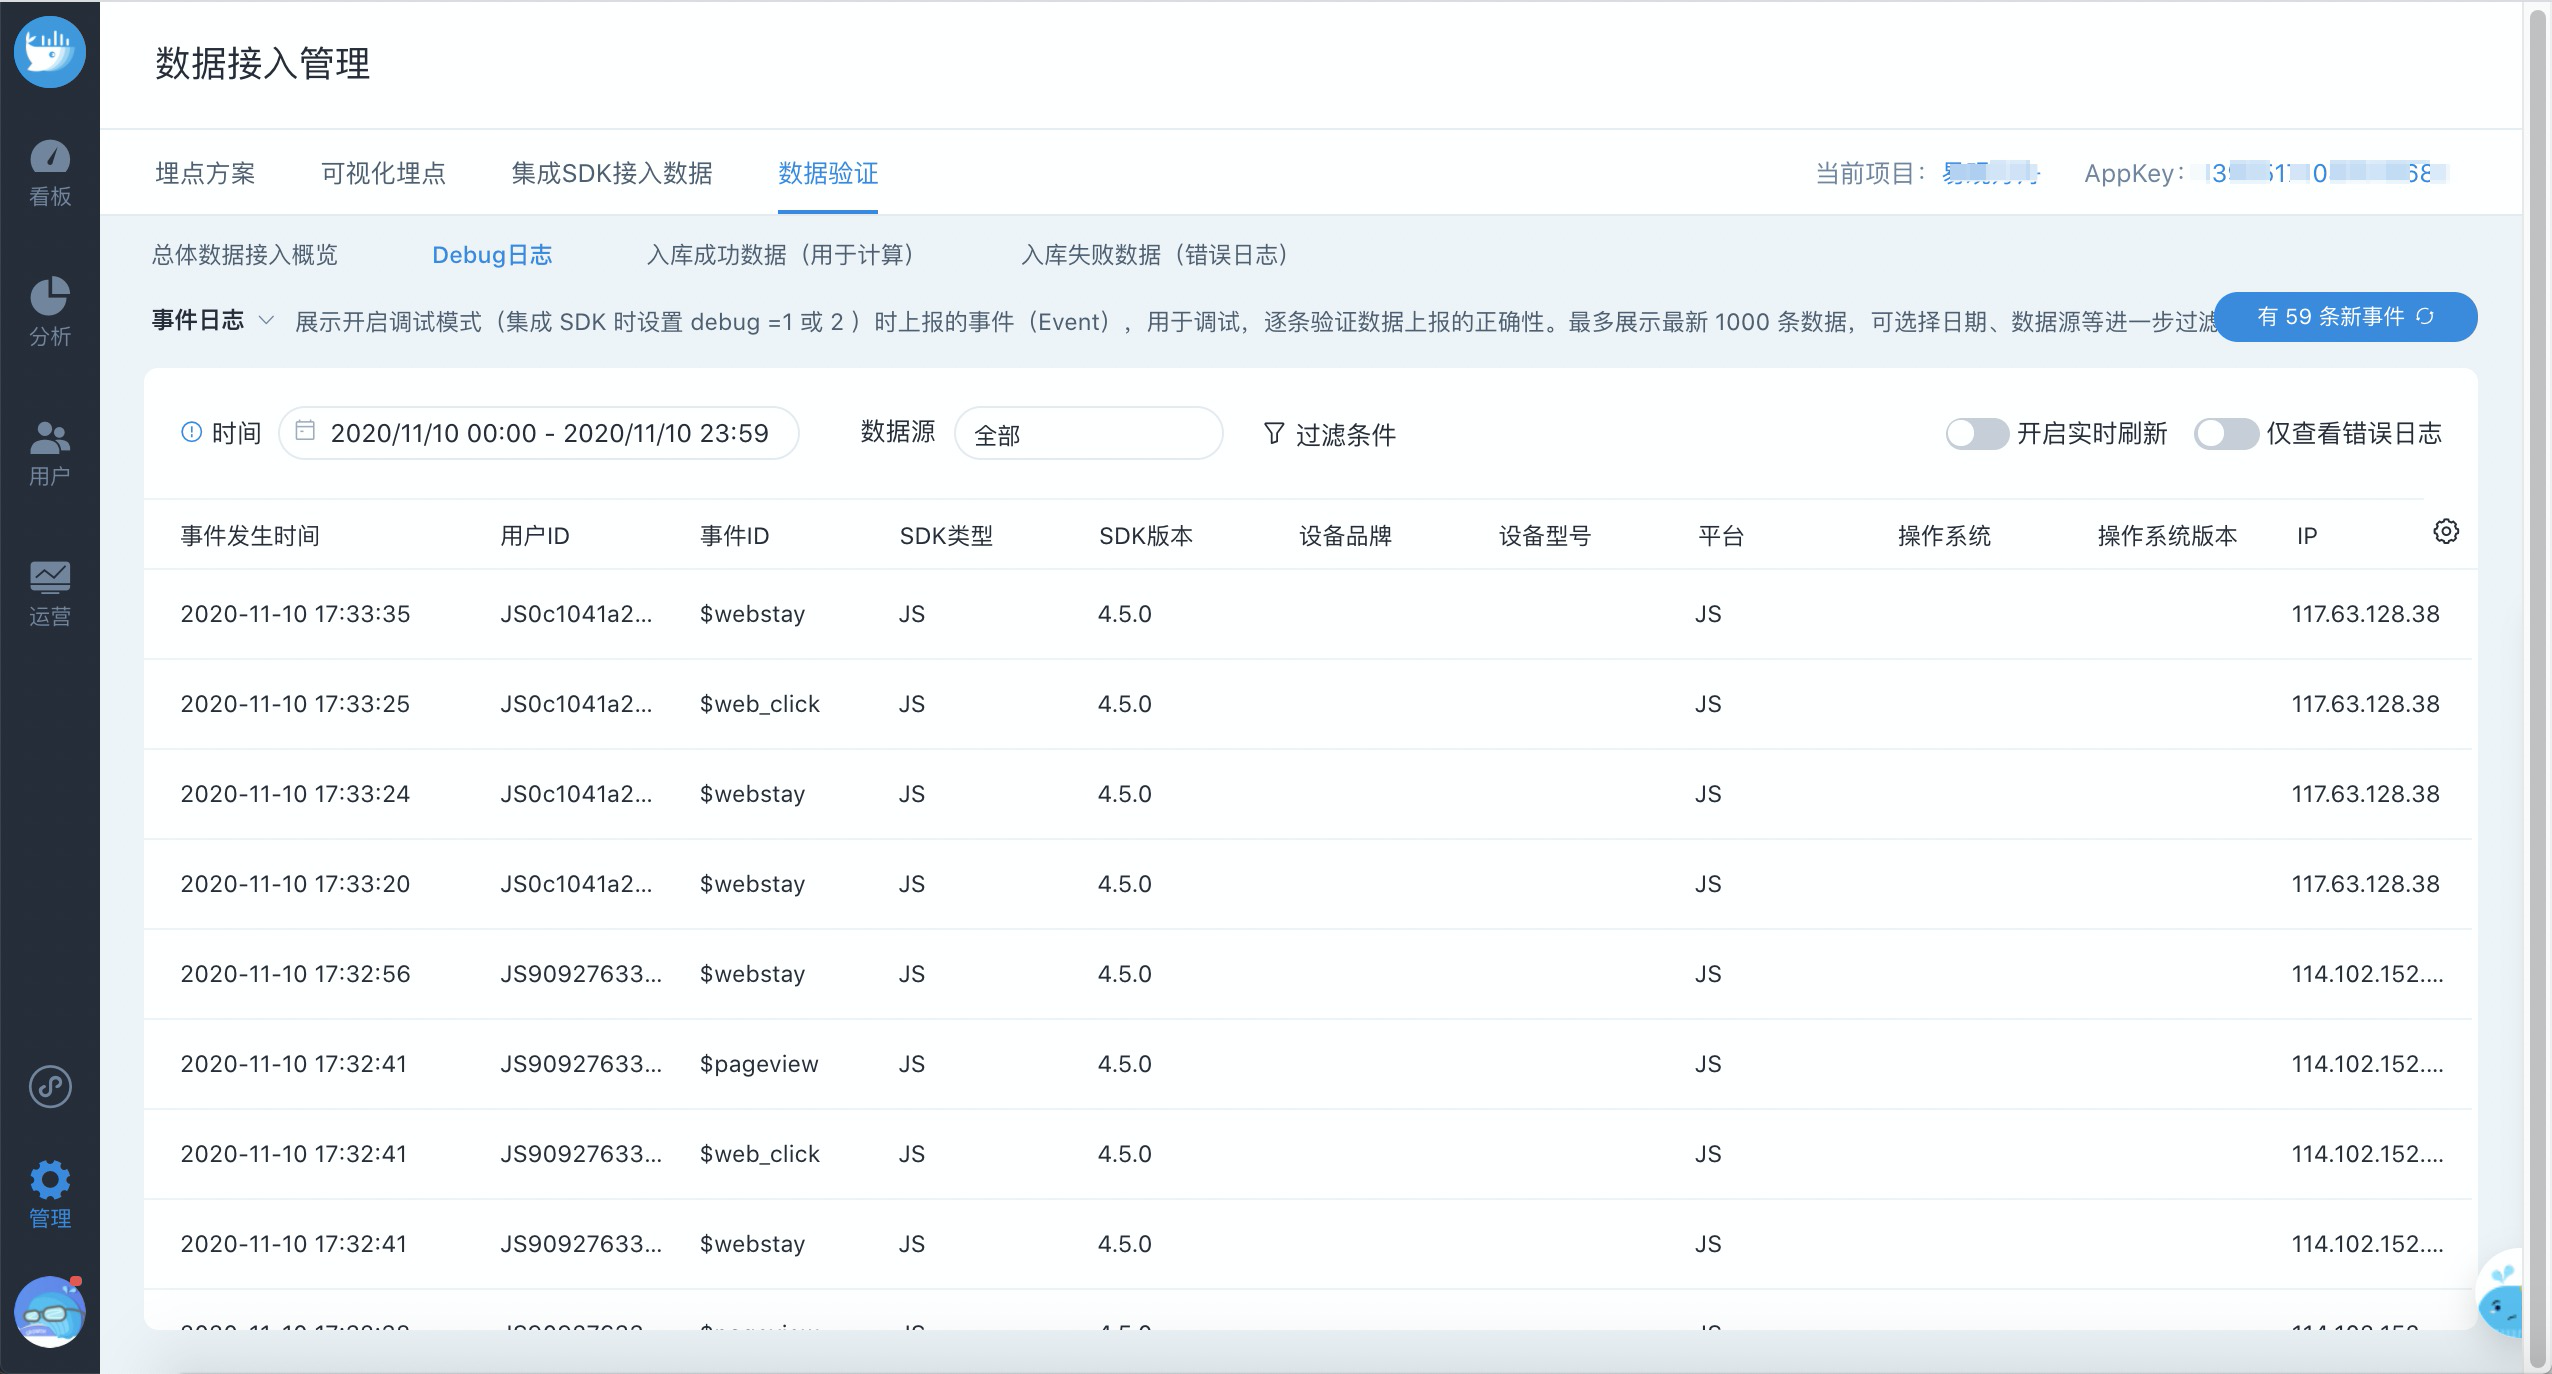 数据接入管理
埋点方案 可视化埋点 集成SDK接入数据 数据验证 当前项目： AppKey：
总体数据接入概览 Debug日志 入库成功数据（用于计算） 入库失败数据（错误日志）
事件日志 展示开启调试模式（集成 SDK 时设置 debug =1 或 2 ）时上报的事件（Event），用于调试，逐条验证数据上报的正确性。最多展示最新 1000 条数据，可选择日期、数据源等进一步过滤 有 59 条新事件
时间 2020/11/10 00:00 - 2020/11/10 23:59 数据源 全部 过滤条件 开启实时刷新 仅查看错误日志
事件发生时间 用户ID 事件ID SDK类型 SDK版本 设备品牌 设备型号 平台 操作系统 操作系统版本 IP
2020-11-10 17:33:35 JS0c1041a2... $webstay JS 4.5.0 JS 117.63.128.38
2020-11-10 17:33:25 JS0c1041a2... $web_click JS 4.5.0 JS 117.63.128.38
2020-11-10 17:33:24 JS0c1041a2... $webstay JS 4.5.0 JS 117.63.128.38
2020-11-10 17:33:20 JS0c1041a2... $webstay JS 4.5.0 JS 117.63.128.38
2020-11-10 17:32:56 JS90927633... $webstay JS 4.5.0 JS 114.102.152....
2020-11-10 17:32:41 JS90927633... $pageview JS 4.5.0 JS 114.102.152....
2020-11-10 17:32:41 JS90927633... $web_click JS 4.5.0 JS 114.102.152....
2020-11-10 17:32:41 JS90927633... $webstay JS 4.5.0 JS 114.102.152....
看板
分析
用户
运营
管理